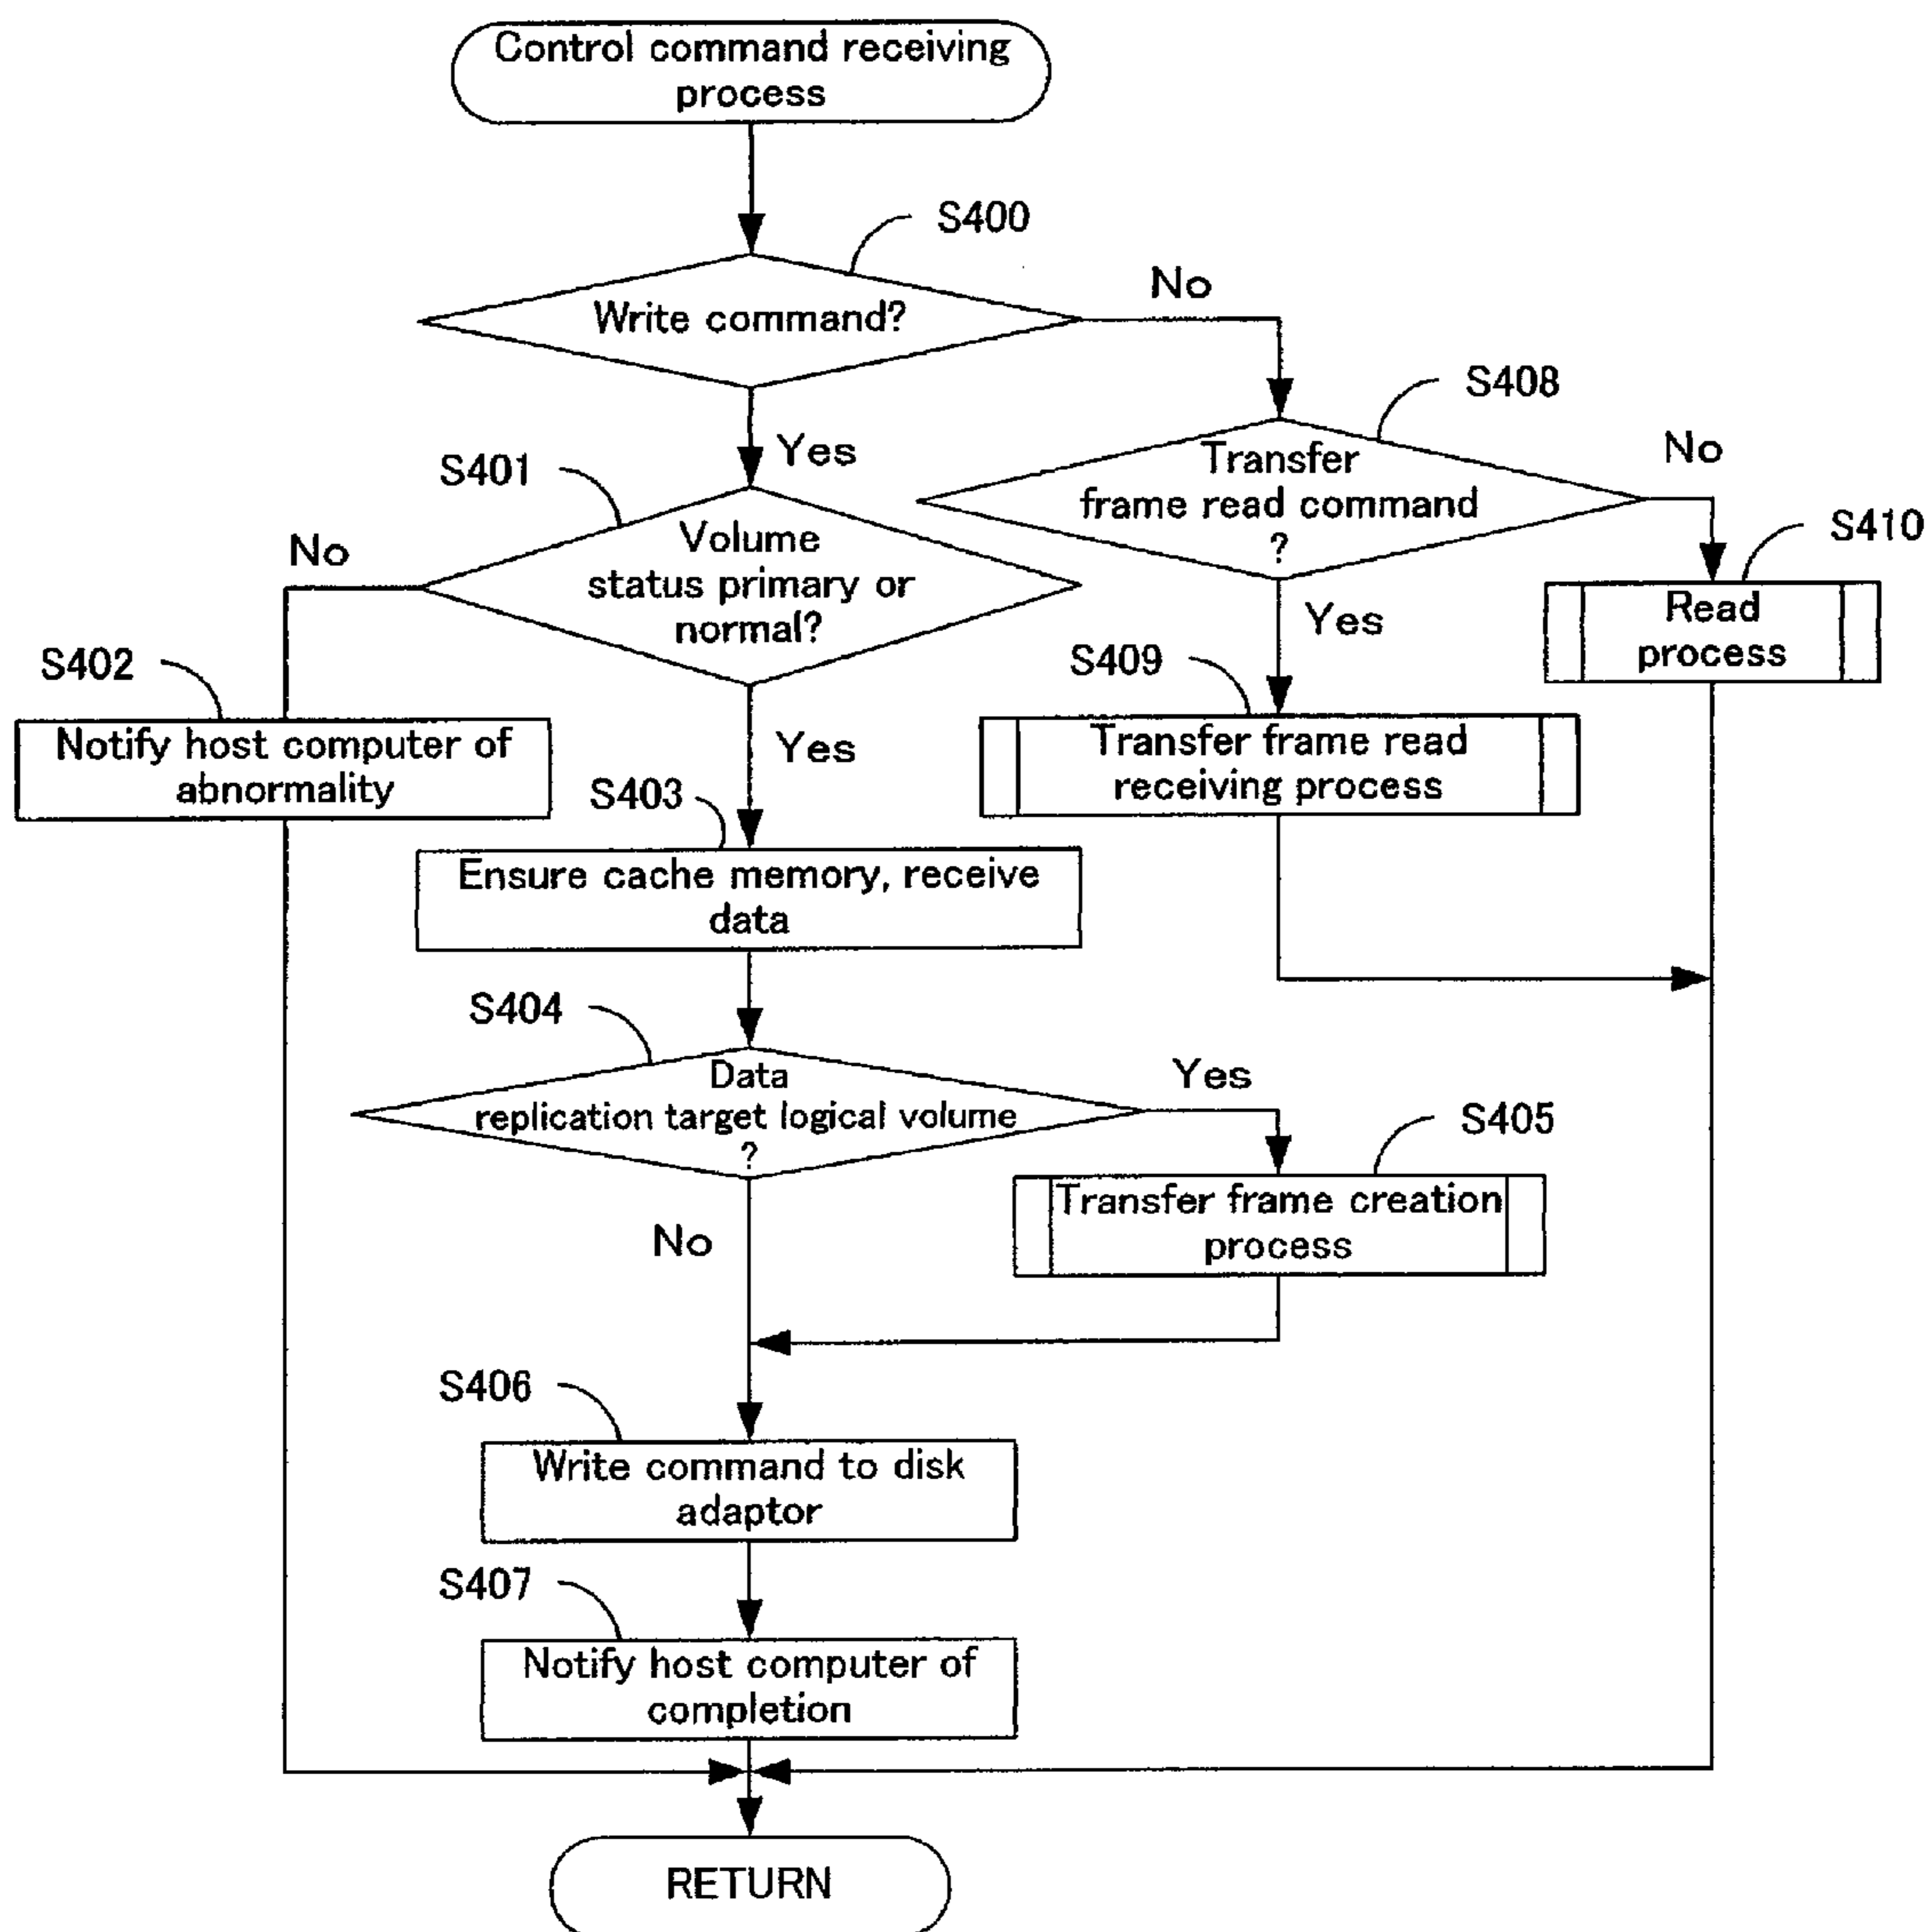 Control command receiving
process
S400
No
Write command?
S408
Yes
Transfer
frame read command
?
No
S401
Volume
status primary or
normal?
No
S410
Read
process
Yes
S409
S402
Notify host computer of
abnormality
Yes
Transfer frame read
receiving process
S403
Ensure cache memory, receive
data
S404
Data
replication target logical volume
?
Yes
S405
Transfer frame creation
process
No
S406
Write command to disk
adaptor
S407
Notify host computer of
completion
RETURN